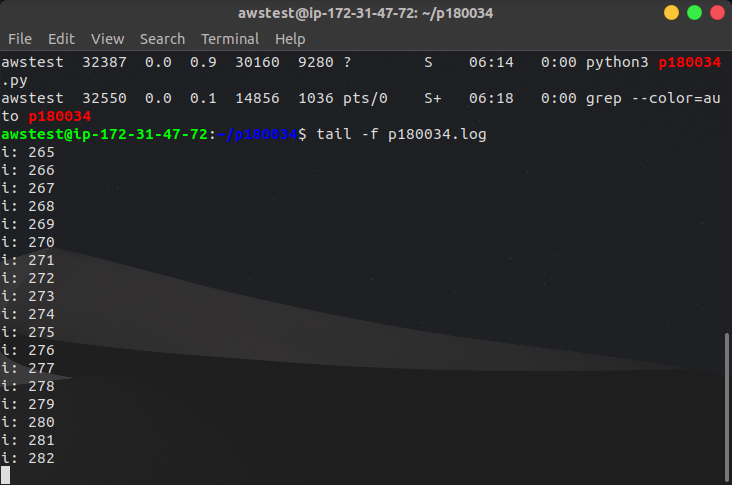 awstest@ip-172-31-47-72: ~/p180034
File Edit View Search Terminal Help
awstest  32387  0.0  0.9  30160  9280 ?        S    06:14   0:00 python3 p180034
.py
awstest  32550  0.0  0.1  14856  1036 pts/0    S+   06:18   0:00 grep --color=au
to p180034
awstest@ip-172-31-47-72:~/p180034$ tail -f p180034.log
i: 265
i: 266
i: 267
i: 268
i: 269
i: 270
i: 271
i: 272
i: 273
i: 274
i: 275
i: 276
i: 277
i: 278
i: 279
i: 280
i: 281
i: 282